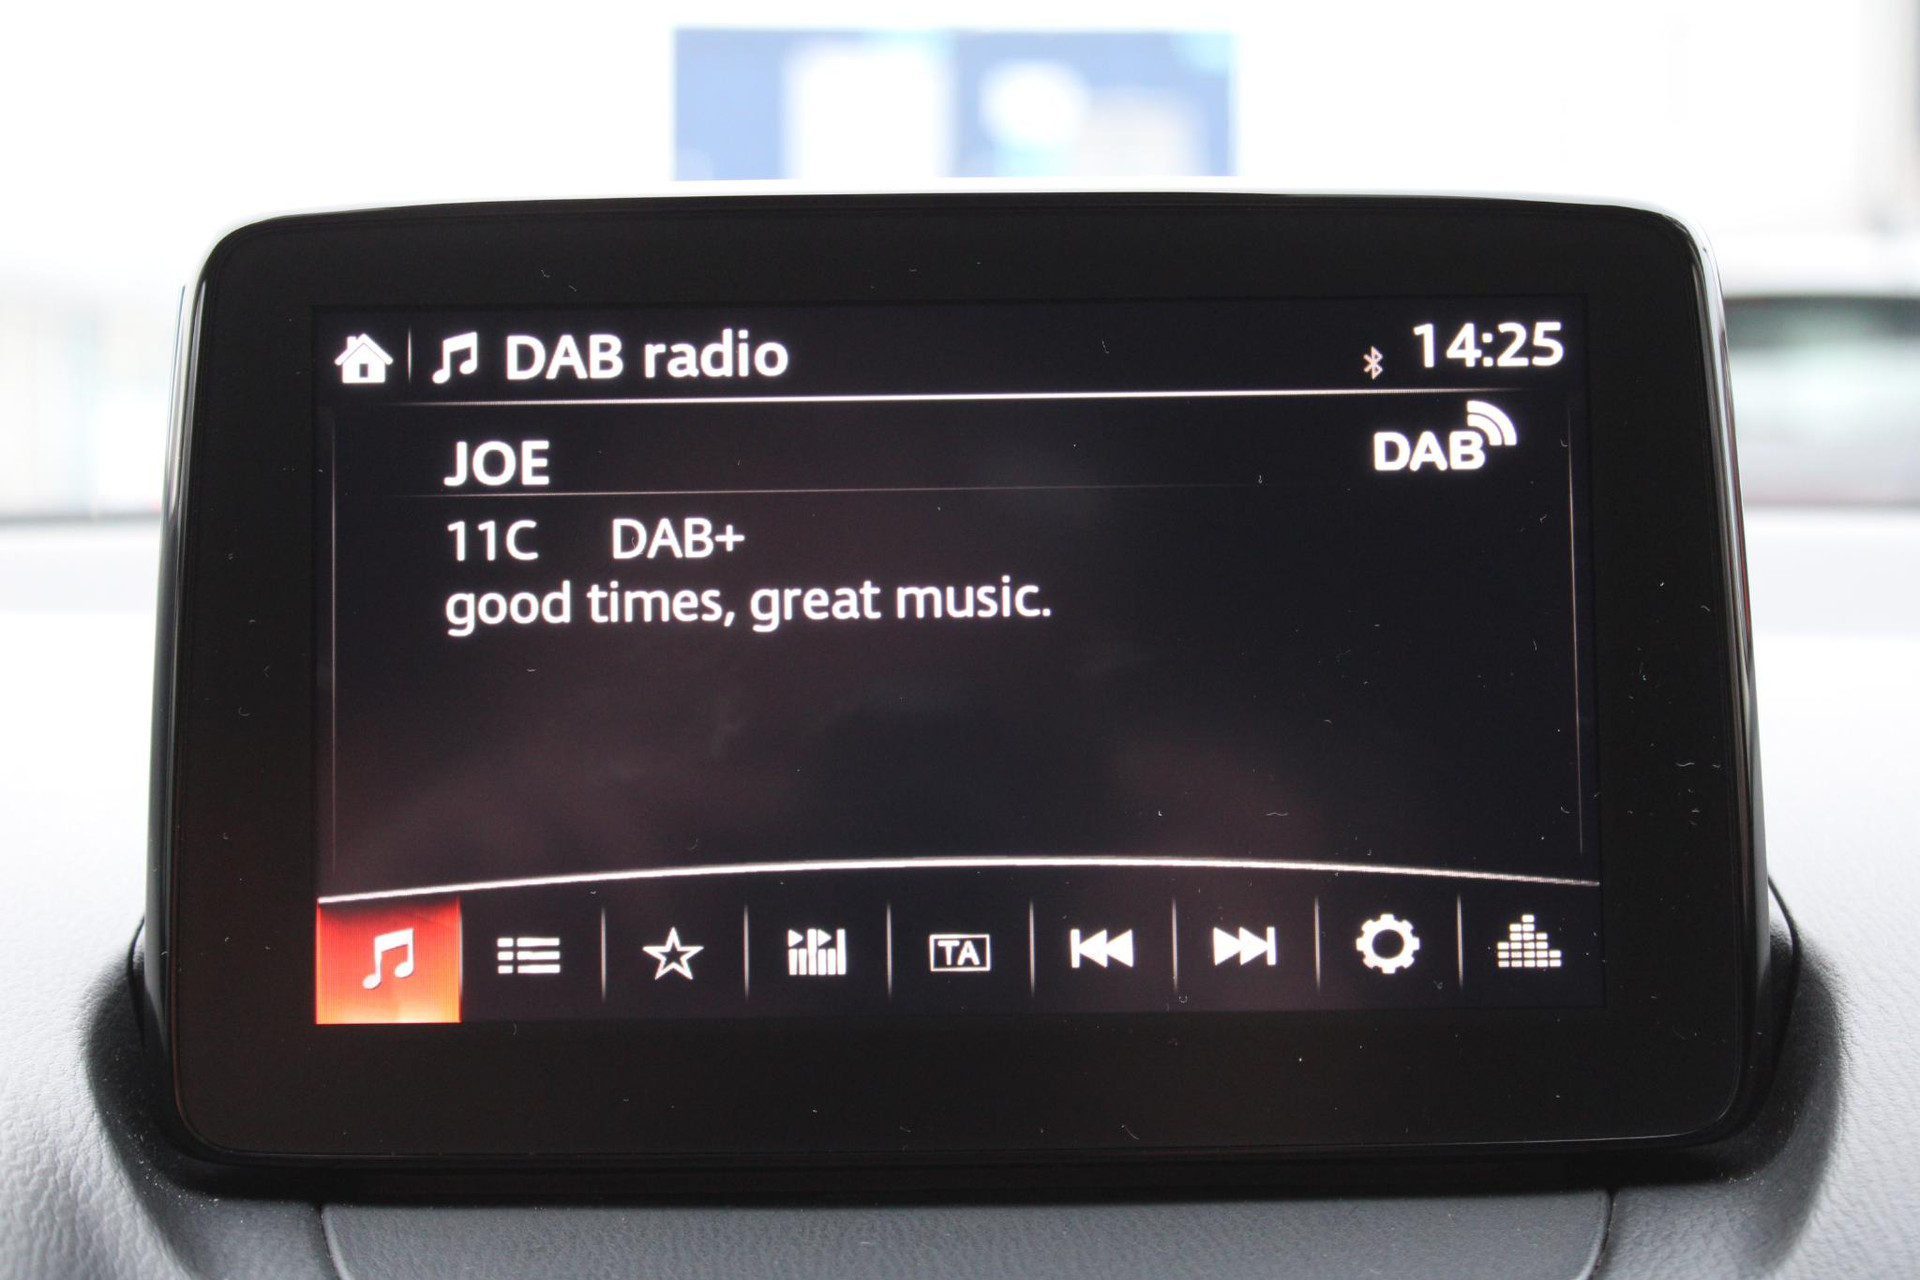 DAB radio
14:25
JOE
DAB
11C DAB+
good times, great music.
TA